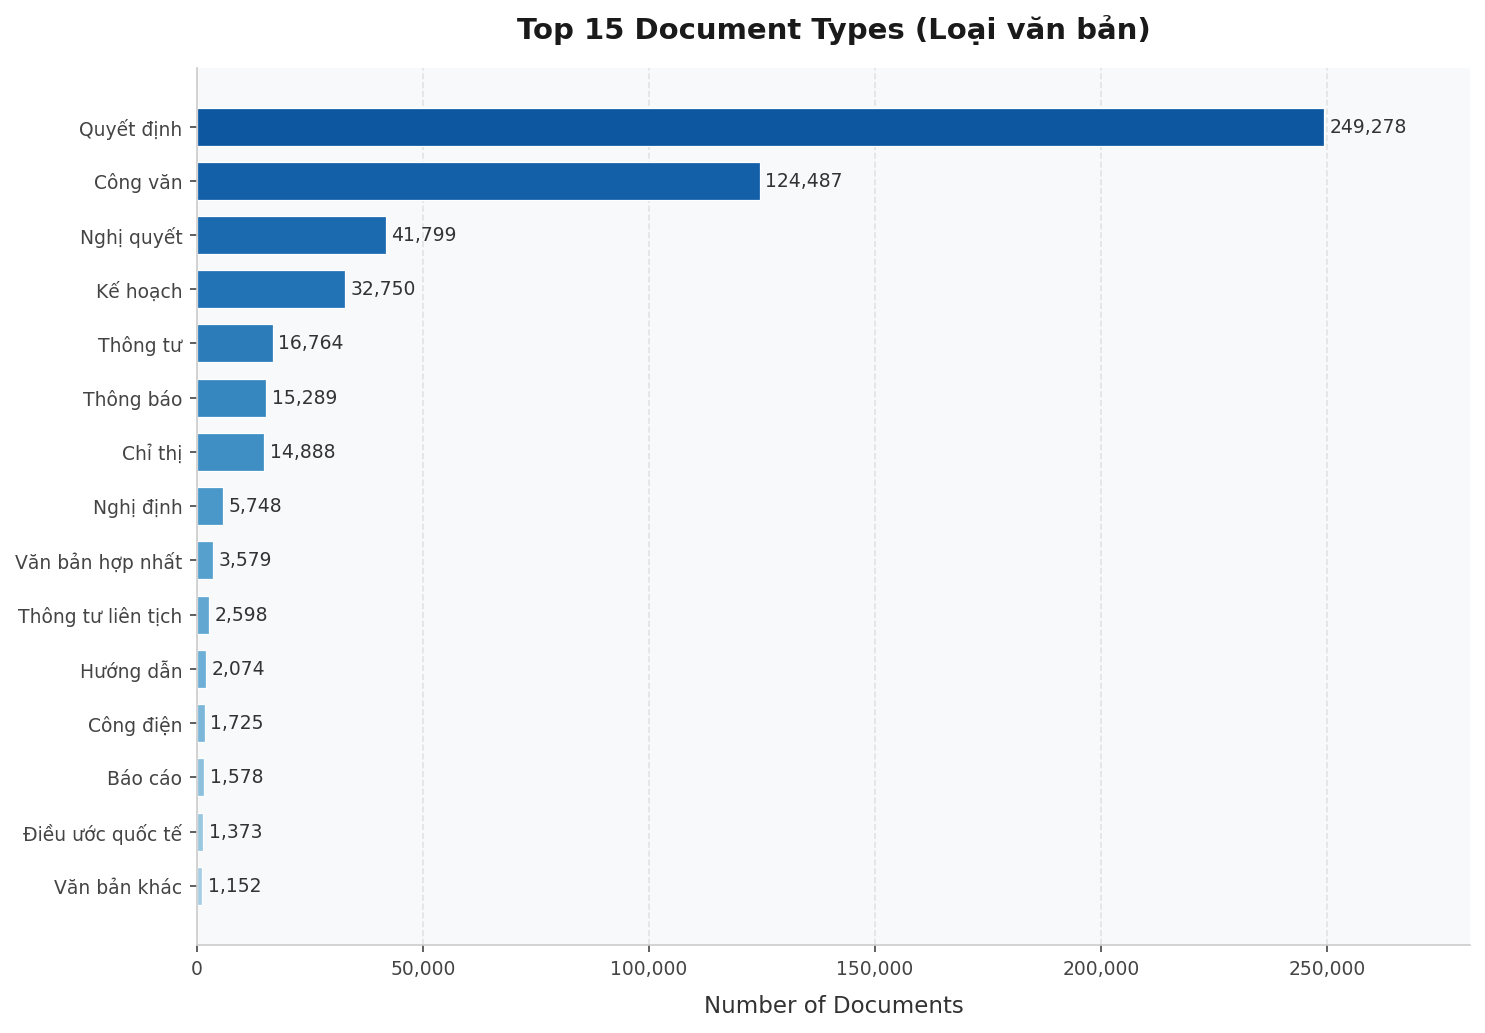 Top 15 Document Types (Loại văn bản)
Quyết định 249,278
Công văn 124,487
Nghị quyết 41,799
Kế hoạch 32,750
Thông tư 16,764
Thông báo 15,289
Chỉ thị 14,888
Nghị định 5,748
Văn bản hợp nhất 3,579
Thông tư liên tịch 2,598
Hướng dẫn 2,074
Công điện 1,725
Báo cáo 1,578
Điều ước quốc tế 1,373
Văn bản khác 1,152
0 50,000 100,000 150,000 200,000 250,000
Number of Documents